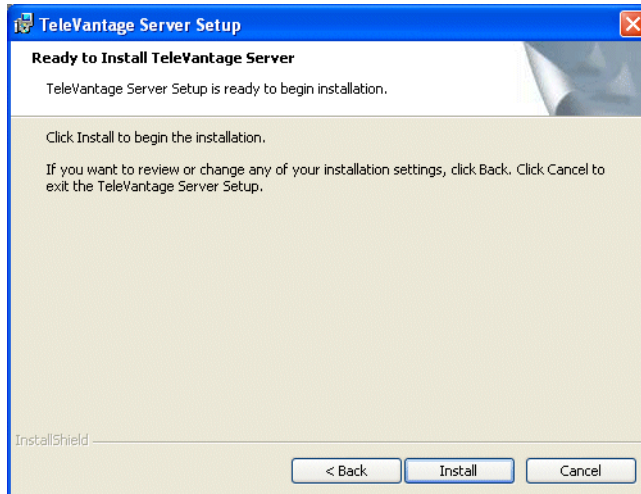 TeleVantage Server Setup
Ready to Install TeleVantage Server
TeleVantage Server Setup is ready to begin installation.
Click Install to begin the installation.
If you want to review or change any of your installation settings, click Back. Click Cancel to
exit the TeleVantage Server Setup.
InstallShield
< Back
Install
Cancel